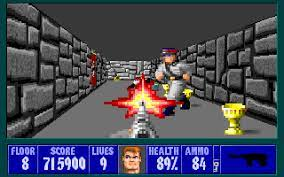 FLOOR SCORE LIVES HEALTH AMMO
8 715900 9 89% 84